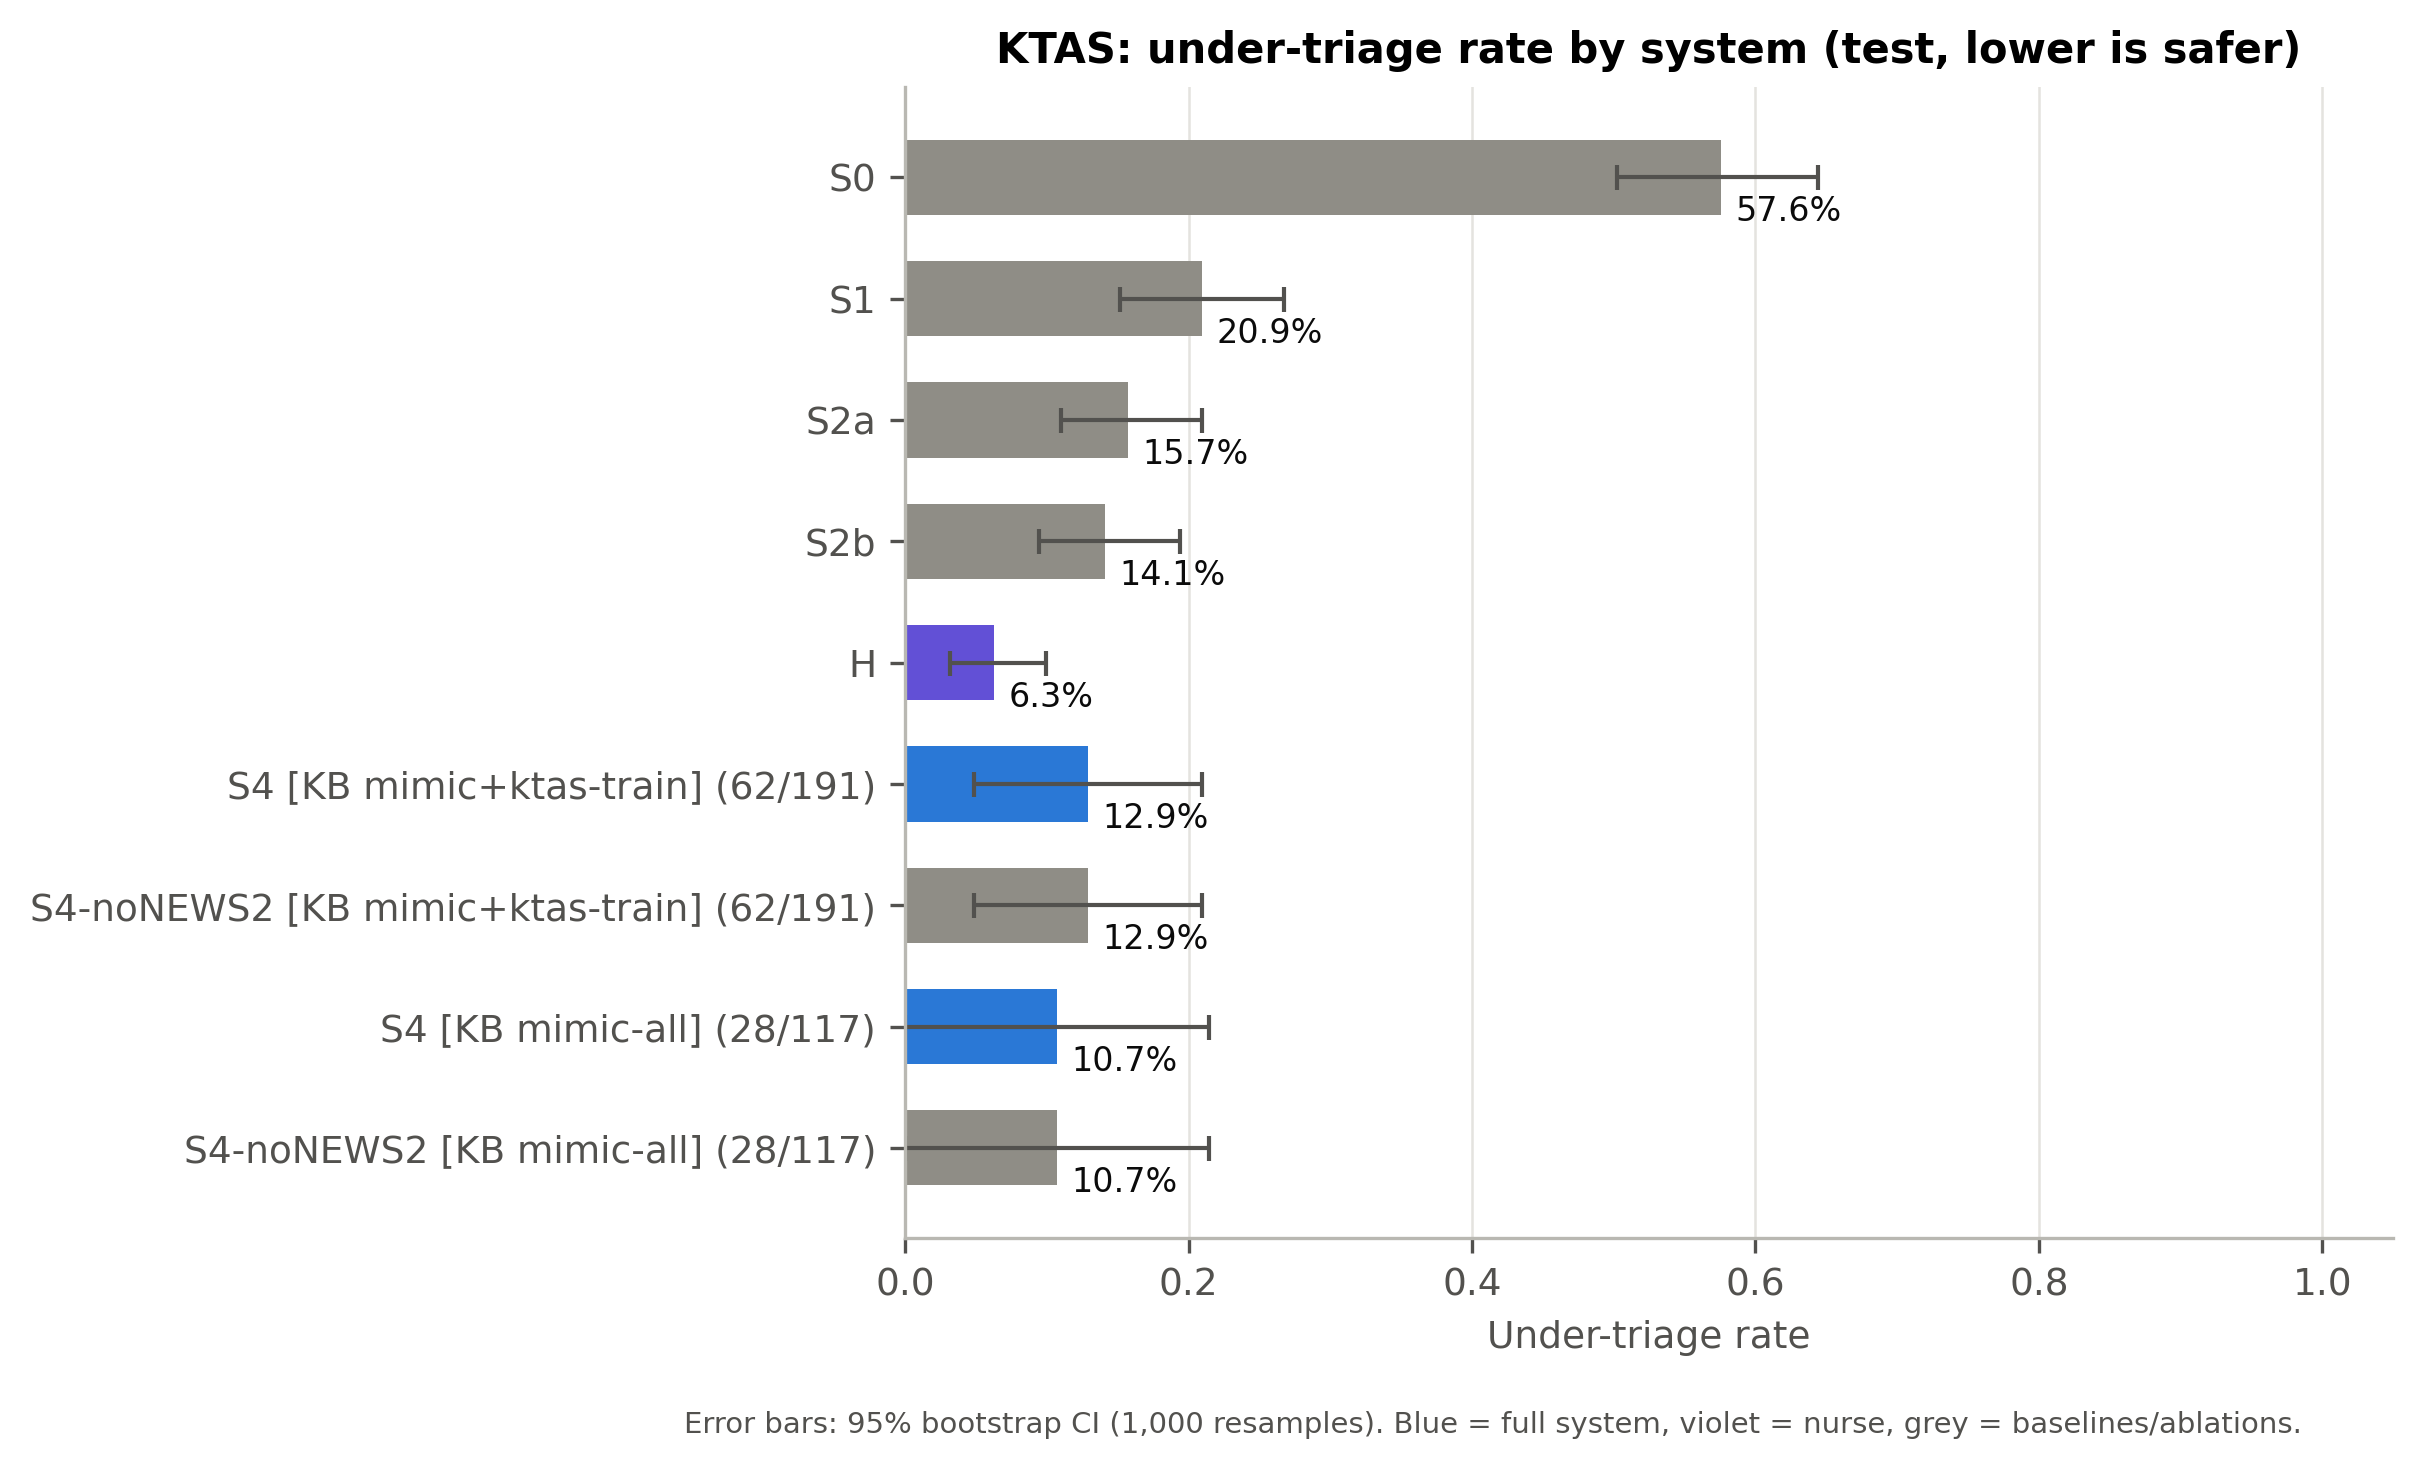 KTAS: under-triage rate by system (test, lower is safer)
S0
57.6%
S1
20.9%
S2a
15.7%
S2b
14.1%
H
6.3%
S4 [KB mimic+ktas-train] (62/191)
12.9%
S4-noNEWS2 [KB mimic+ktas-train] (62/191)
12.9%
S4 [KB mimic-all] (28/117)
10.7%
S4-noNEWS2 [KB mimic-all] (28/117)
10.7%
0.0 0.2 0.4 0.6 0.8 1.0
Under-triage rate
Error bars: 95% bootstrap CI (1,000 resamples). Blue = full system, violet = nurse, grey = baselines/ablations.